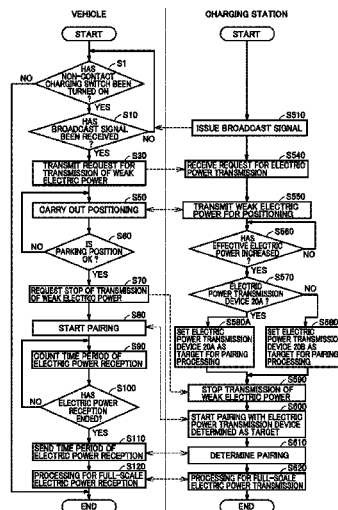 VEHICLE
CHARGING STATION
START
START
S1
HAS
NON-CONTACT
CHARGING SWITCH BEEN
TURNED ON
?
NO
YES
S10
HAS
BROADCAST SIGNAL
BEEN RECEIVED
?
NO
YES
S510
ISSUE BROADCAST SIGNAL
S30
TRANSMIT REQUEST FOR
TRANSMISSION OF WEAK
ELECTRIC POWER
S540
RECEIVE REQUEST FOR ELECTRIC
POWER TRANSMISSION
S50
CARRY OUT POSITIONING
S550
TRANSMIT WEAK ELECTRIC
POWER FOR POSITIONING
S60
IS
PARKING POSITION
OK ?
NO
YES
S560
HAS
EFFECTIVE ELECTRIC
POWER INCREASED
?
NO
YES
S70
REQUEST STOP OF TRANSMISSION
OF WEAK ELECTRIC POWER
S570
ELECTRIC
POWER TRANSMISSION
DEVICE 20A ?
NO
YES
S80
START PAIRING
S580A
SET ELECTRIC
POWER TRANSMISSION
DEVICE 20A AS
TARGET FOR PAIRING
PROCESSING
SET ELECTRIC
POWER TRANSMISSION
DEVICE 20B AS
TARGET FOR PAIRING
PROCESSING
S90
COUNT TIME PERIOD OF
ELECTRIC POWER RECEPTION
S590
STOP TRANSMISSION OF
WEAK ELECTRIC POWER
S100
HAS
ELECTRIC POWER
RECEPTION
ENDED?
NO
YES
S600
START PAIRING WITH ELECTRIC
POWER TRANSMISSION DEVICE
DETERMINED AS TARGET
S110
SEND TIME PERIOD OF
ELECTRIC POWER RECEPTION
S610
DETERMINE PAIRING
S120
PROCESSING FOR FULL-SCALE
ELECTRIC POWER RECEPTION
S620
PROCESSING FOR FULL-SCALE
ELECTRIC POWER TRANSMISSION
END
END